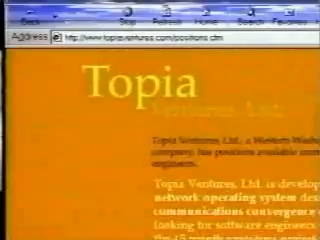 Back Stop Refresh Home Search Favorites
Address http://www.topiaventures.com/positions.cfm
Topia
Ventures, Ltd.
Topia Ventures, Ltd., a Western
company, has positions available
engineers.
Topia Ventures, Ltd. is develop
network operating system des
communications convergence
looking for software engineers
the